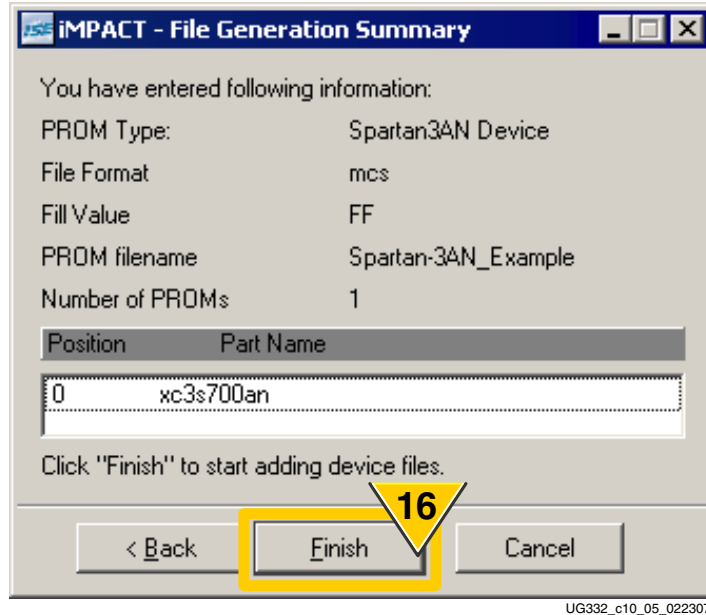 ISE iMPACT - File Generation Summary
You have entered following information:
PROM Type: Spartan3AN Device
File Format mcs
Fill Value FF
PROM filename Spartan-3AN_Example
Number of PROMs 1
Position Part Name
0 xc3s700an
Click "Finish" to start adding device files.
16
< Back Finish Cancel
UG332_c10_05_022307